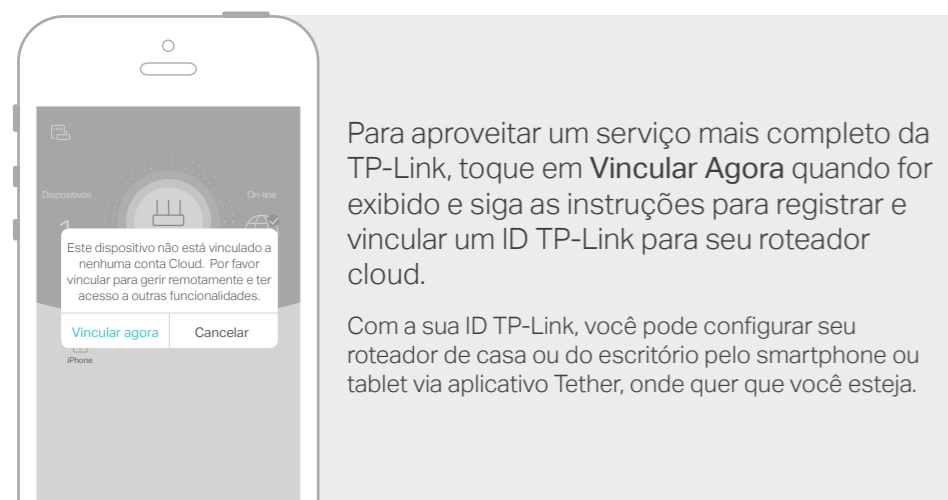 Dispositivos
On-line
1
Este dispositivo não está vinculado a
nenhuma conta Cloud. Por favor
vincular para gerir remotamente e ter
acesso a outras funcionalidades.
Vincular agora
Cancelar
iPhone
Para aproveitar um serviço mais completo da
TP-Link, toque em Vincular Agora quando for
exibido e siga as instruções para registrar e
vincular um ID TP-Link para seu roteador
cloud.
Com a sua ID TP-Link, você pode configurar seu
roteador de casa ou do escritório pelo smartphone ou
tablet via aplicativo Tether, onde quer que você esteja.